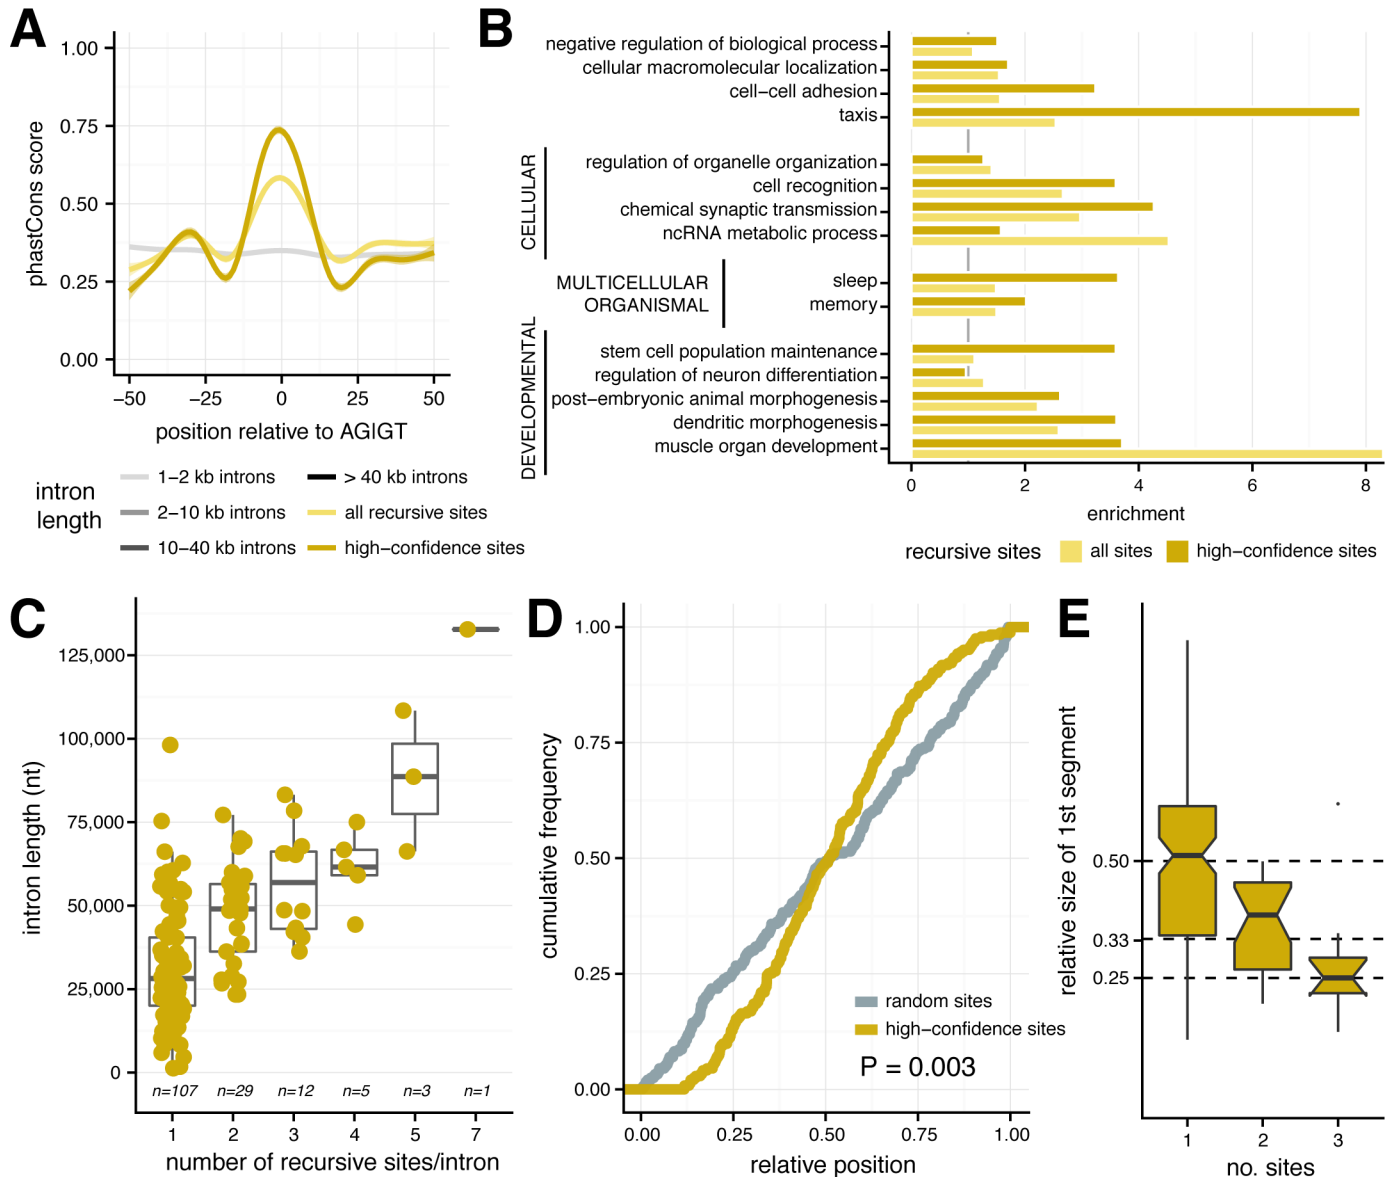 A
1.00
0.75
0.50
0.25
0.00
phastCons score
−50
−25
0
25
50
position relative to AG|GT
intron
length
1−2 kb introns
2−10 kb introns
10−40 kb introns
> 40 kb introns
all recursive sites
high−confidence sites
B
negative regulation of biological process
cellular macromolecular localization
cell−cell adhesion
taxis
CELLULAR
regulation of organelle organization
cell recognition
chemical synaptic transmission
ncRNA metabolic process
MULTICELLULAR
ORGANISMAL
sleep
memory
DEVELOPMENTAL
stem cell population maintenance
regulation of neuron differentiation
post−embryonic animal morphogenesis
dendritic morphogenesis
muscle organ development
0
2
4
6
8
enrichment
recursive sites
all sites
high−confidence sites
C
intron length (nt)
125,000
100,000
75,000
50,000
25,000
0
n=107
n=29
n=12
n=5
n=3
n=1
1
2
3
4
5
7
number of recursive sites/intron
D
cumulative frequency
1.00
0.75
0.50
0.25
0.00
random sites
high−confidence sites
P = 0.003
0.00
0.25
0.50
0.75
1.00
relative position
E
relative size of 1st segment
0.50
0.33
0.25
1
2
3
no. sites